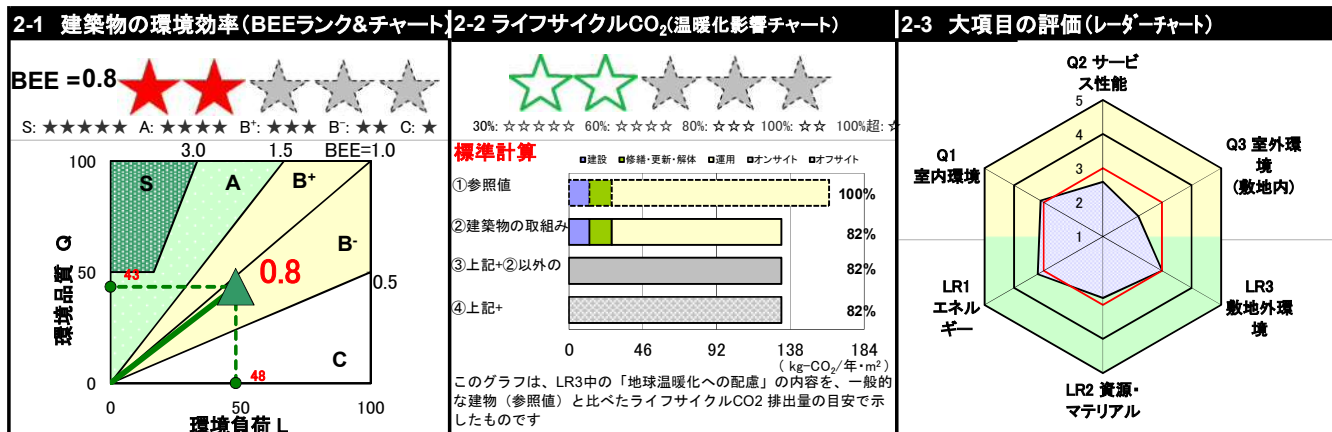 2-1 建築物の環境効率(BEEランク&チャート)
BEE = 0.8
S: ★★★★★ A: ★★★★ B+: ★★★ B-: ★★ C: ★
3.0 1.5 BEE=1.0
100
S A B+
B-
50
43
0.8
0.5
環境品質 Q
C
48
0
0 50 100
環境負荷 L
2-2 ライフサイクルCO2(温暖化影響チャート)
30%: ☆☆☆☆☆ 60%: ☆☆☆☆ 80%: ☆☆☆ 100%: ☆☆ 100%超: ☆
標準計算
建設 修繕・更新・解体 運用 オンサイト オフサイト
①参照値 100%
②建築物の取組み 82%
③上記+②以外の 82%
④上記+ 82%
0 46 92 138 184
( kg-CO2/年・m2)
このグラフは、LR3中の「地球温暖化への配慮」の内容を、一般的
な建物(参照値)と比べたライフサイクルCO2 排出量の目安で示
したものです
2-3 大項目の評価(レーダーチャート)
Q2 サービ
ス性能
5
4
3
2
1
Q1
室内環境
Q3 室外環
境
(敷地内)
LR1
エネル
ギー
LR3
敷地外環
境
LR2 資源・
マテリアル